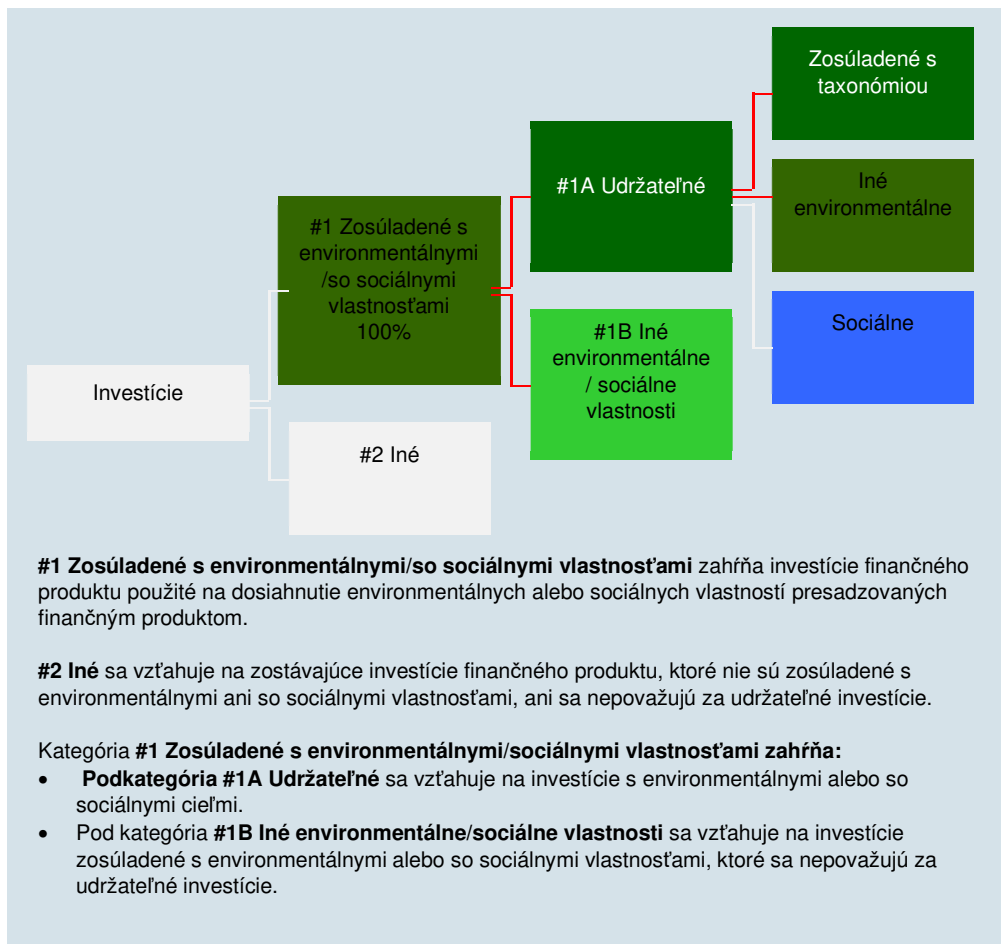 Investície
#1 Zosúladené s
environmentálnymi
/so sociálnymi
vlastnosťami
100%
#2 Iné
#1A Udržateľné
#1B Iné
environmentálne
/ sociálne
vlastnosti
Zosúladené s
taxonómiou
Iné
environmentálne
Sociálne
#1 Zosúladené s environmentálnymi/so sociálnymi vlastnosťami zahŕňa investície finančného
produktu použité na dosiahnutie environmentálnych alebo sociálnych vlastností presadzovaných
finančným produktom.
#2 Iné sa vzťahuje na zostávajúce investície finančného produktu, ktoré nie sú zosúladené s
environmentálnymi ani so sociálnymi vlastnosťami, ani sa nepovažujú za udržateľné investície.
Kategória #1 Zosúladené s environmentálnymi/sociálnymi vlastnosťami zahŕňa:
• Podkategória #1A Udržateľné sa vzťahuje na investície s environmentálnymi alebo so
sociálnymi cieľmi.
• Pod kategória #1B Iné environmentálne/sociálne vlastnosti sa vzťahuje na investície
zosúladené s environmentálnymi alebo so sociálnymi vlastnosťami, ktoré sa nepovažujú za
udržateľné investície.